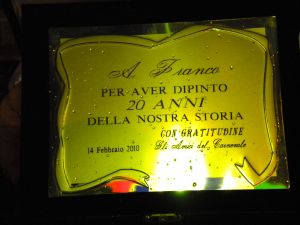 A. Franco
PER AVER DIPINTO
20 ANNI
DELLA NOSTRA STORIA
CON GRATITUDINE
14 Febbraio 2010 Gli Amici del Carnevale